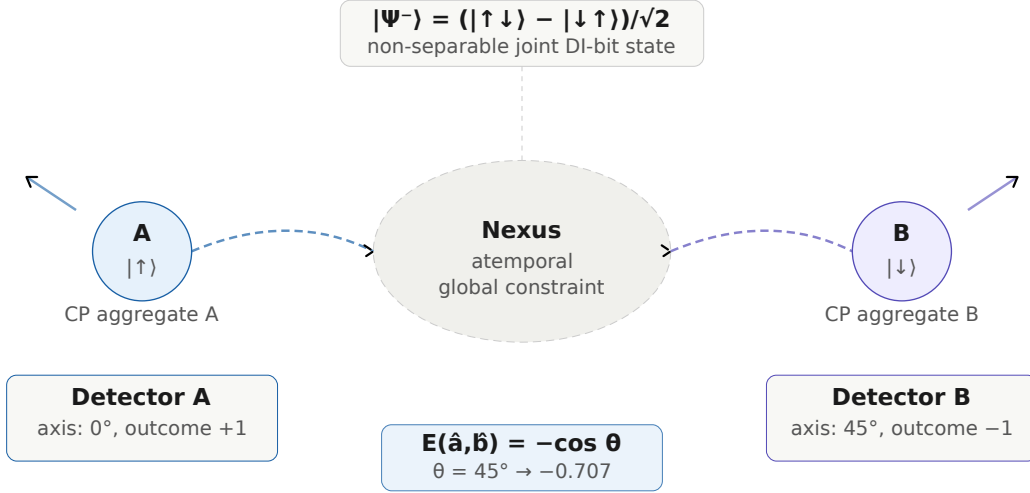 |Ψ⁻⟩ = (|↑↓⟩ − |↓↑⟩)/√2
non-separable joint DI-bit state
A
|↑⟩
CP aggregate A
Nexus
atemporal
global constraint
B
|↓⟩
CP aggregate B
Detector A
axis: 0°, outcome +1
E(â,b̂) = −cos θ
θ = 45° → −0.707
Detector B
axis: 45°, outcome −1